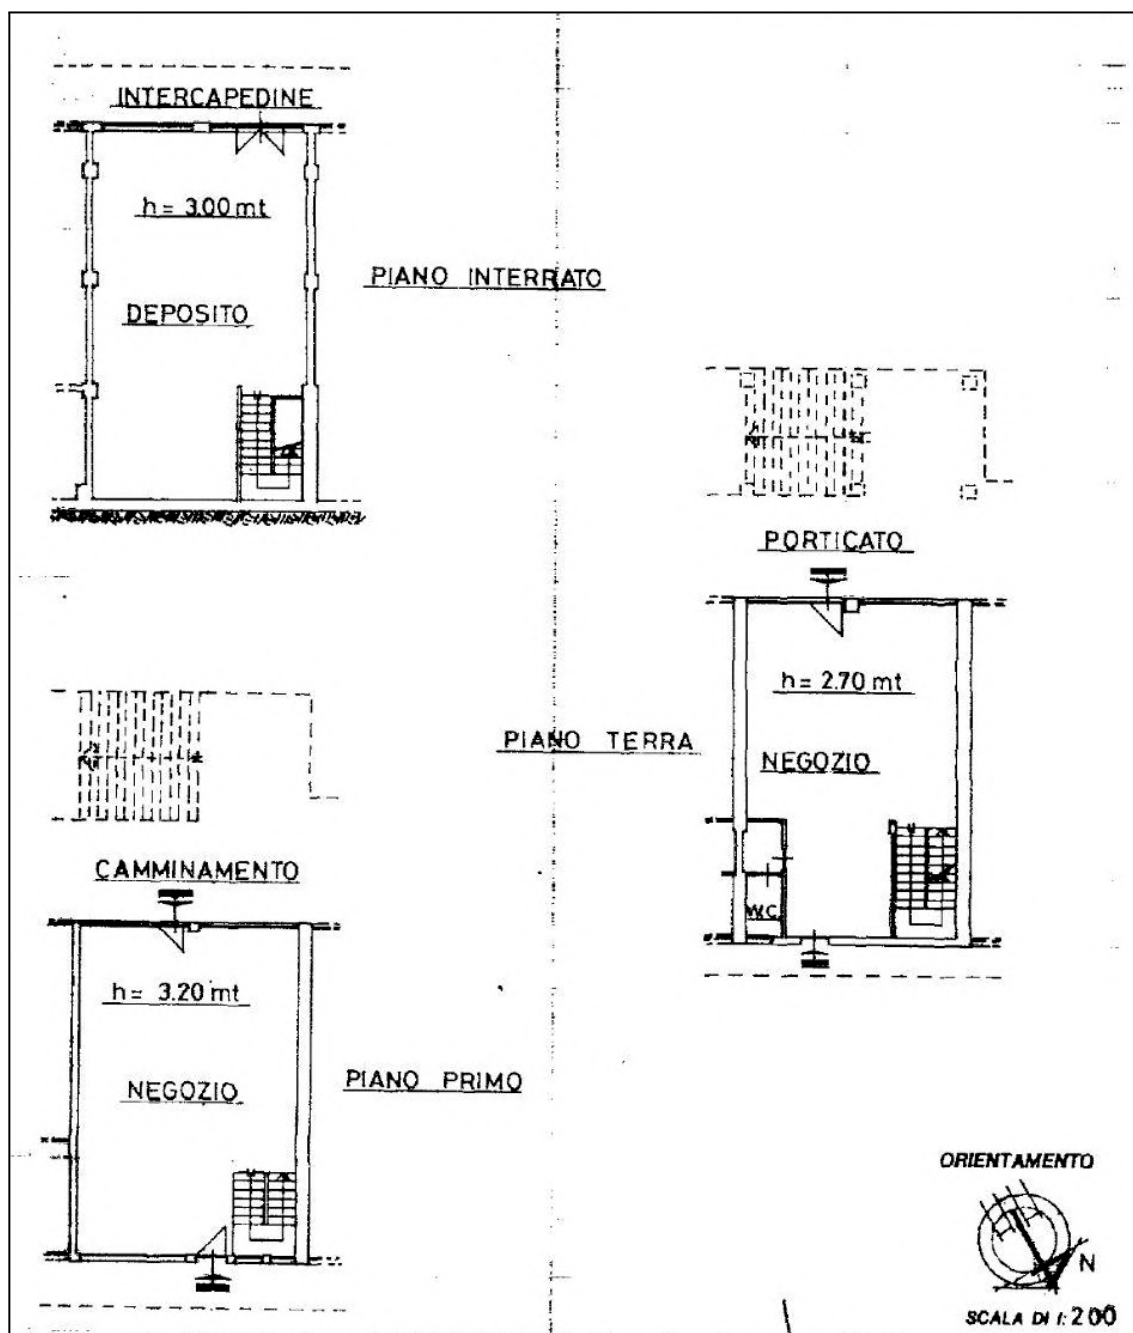 INTERCAPEDINE
h = 3.00 mt
PIANO INTERRATO
DEPOSITO
PORTICATO
h = 2.70 mt
PIANO TERRA
NEGOZIO
W.C.
CAMMINAMENTO
h = 3.20 mt
PIANO PRIMO
NEGOZIO
ORIENTAMENTO
N
SCALA DI 1:200